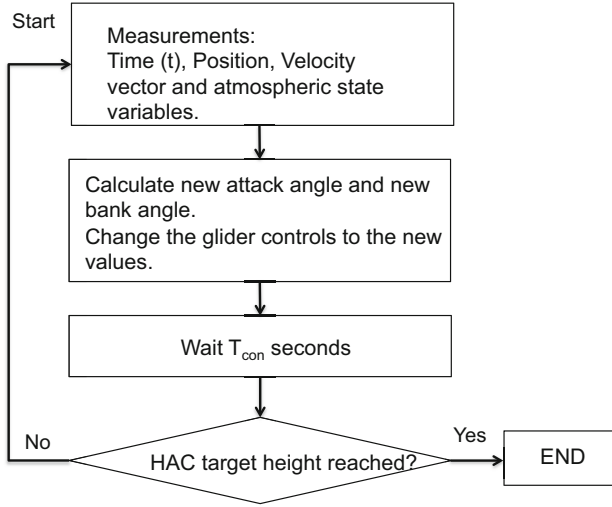 Start
Measurements:
Time (t), Position, Velocity
vector and atmospheric state
variables.
Calculate new attack angle and new
bank angle.
Change the glider controls to the new
values.
Wait Tcon seconds
HAC target height reached?
No
Yes
END